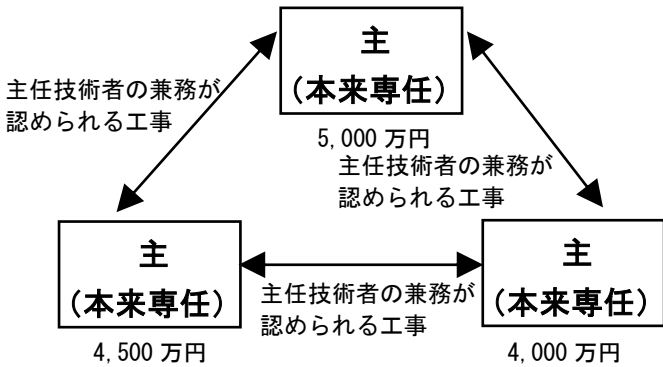 主
(本来専任)
5,000 万円
主任技術者の兼務が
認められる工事
主任技術者の兼務が
認められる工事
主
(本来専任)
4,500 万円
主任技術者の兼務が
認められる工事
主
(本来専任)
4,000 万円